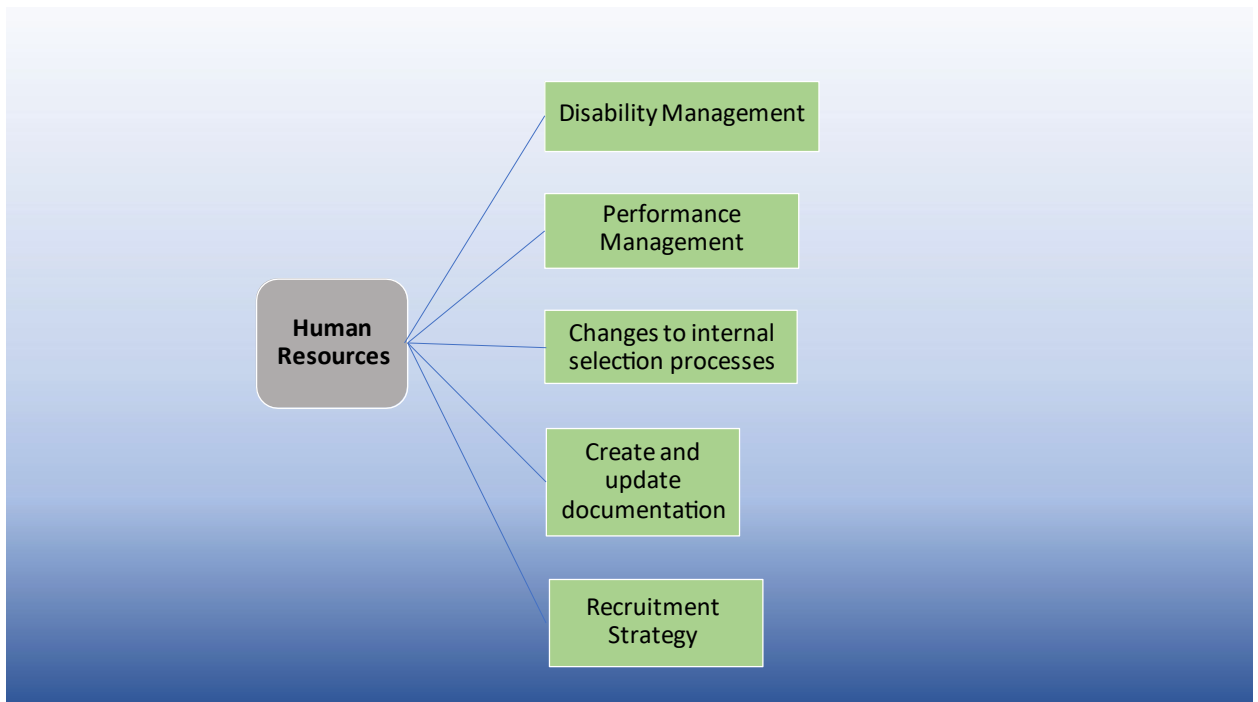 Disability Management
Performance
Management
Human
Resources
Changes to internal
selection processes
Create and
update
documentation
Recruitment
Strategy